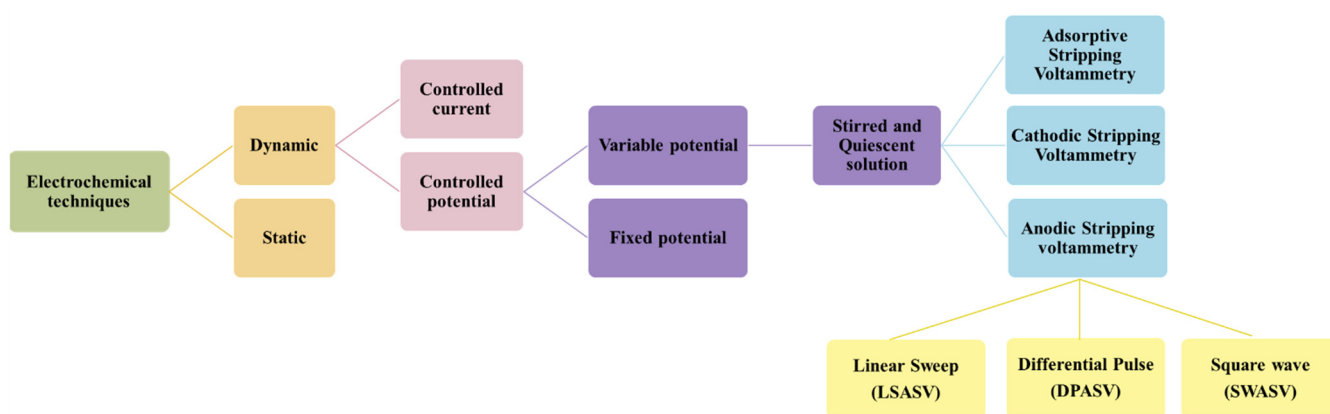 Electrochemical
techniques
Dynamic
Static
Controlled
current
Controlled
potential
Variable potential
Fixed potential
Stirred and
Quiescent
solution
Adsorptive
Stripping
Voltammetry
Cathodic Stripping
Voltammetry
Anodic Stripping
voltammetry
Linear Sweep
(LSASV)
Differential Pulse
(DPASV)
Square wave
(SWASV)